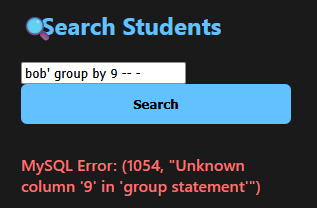 Search Students
bob' group by 9 -- -
Search
MySQL Error: (1054, "Unknown
column '9' in 'group statement'")